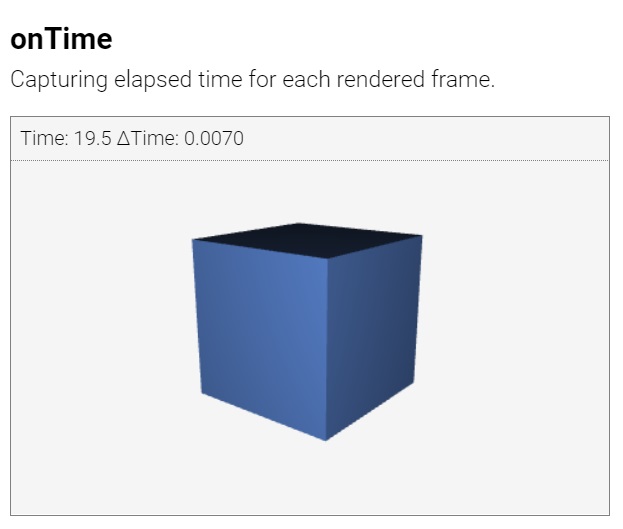 onTime
Capturing elapsed time for each rendered frame.
Time: 19.5 ΔTime: 0.0070